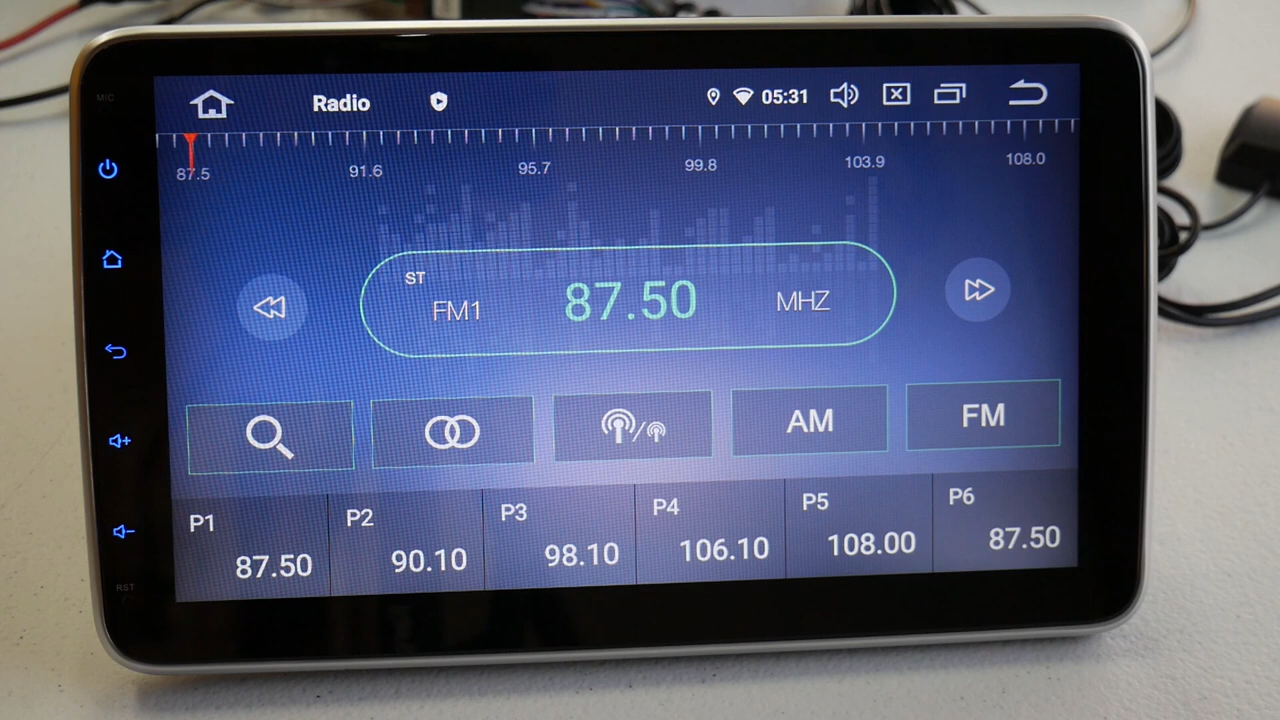 MIC
Radio
05:31
87.5 91.6 95.7 99.8 103.9 108.0
ST
FM1 87.50 MHZ
AM FM
P1 P2 P3 P4 P5 P6
87.50 90.10 98.10 106.10 108.00 87.50
RST